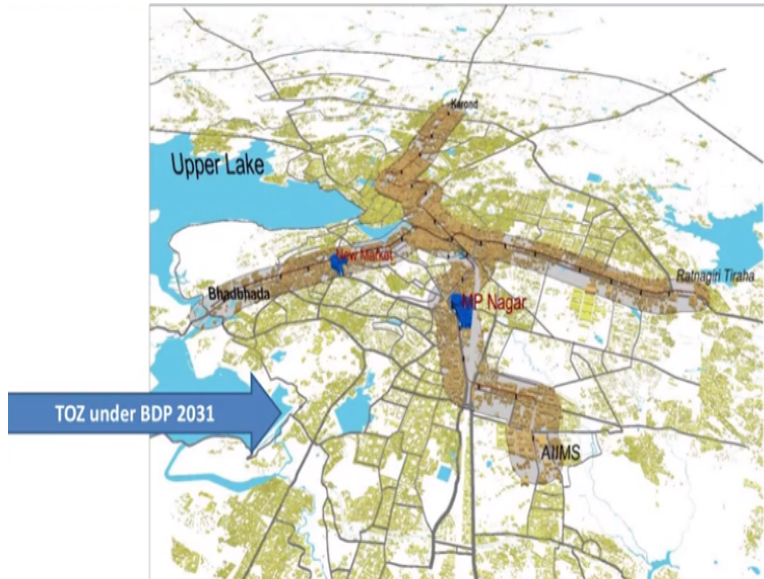 Karond
Upper Lake
New Market
Ratnagiri Tiraha
Bhadbhada
MP Nagar
TOZ under BDP 2031
AIIMS